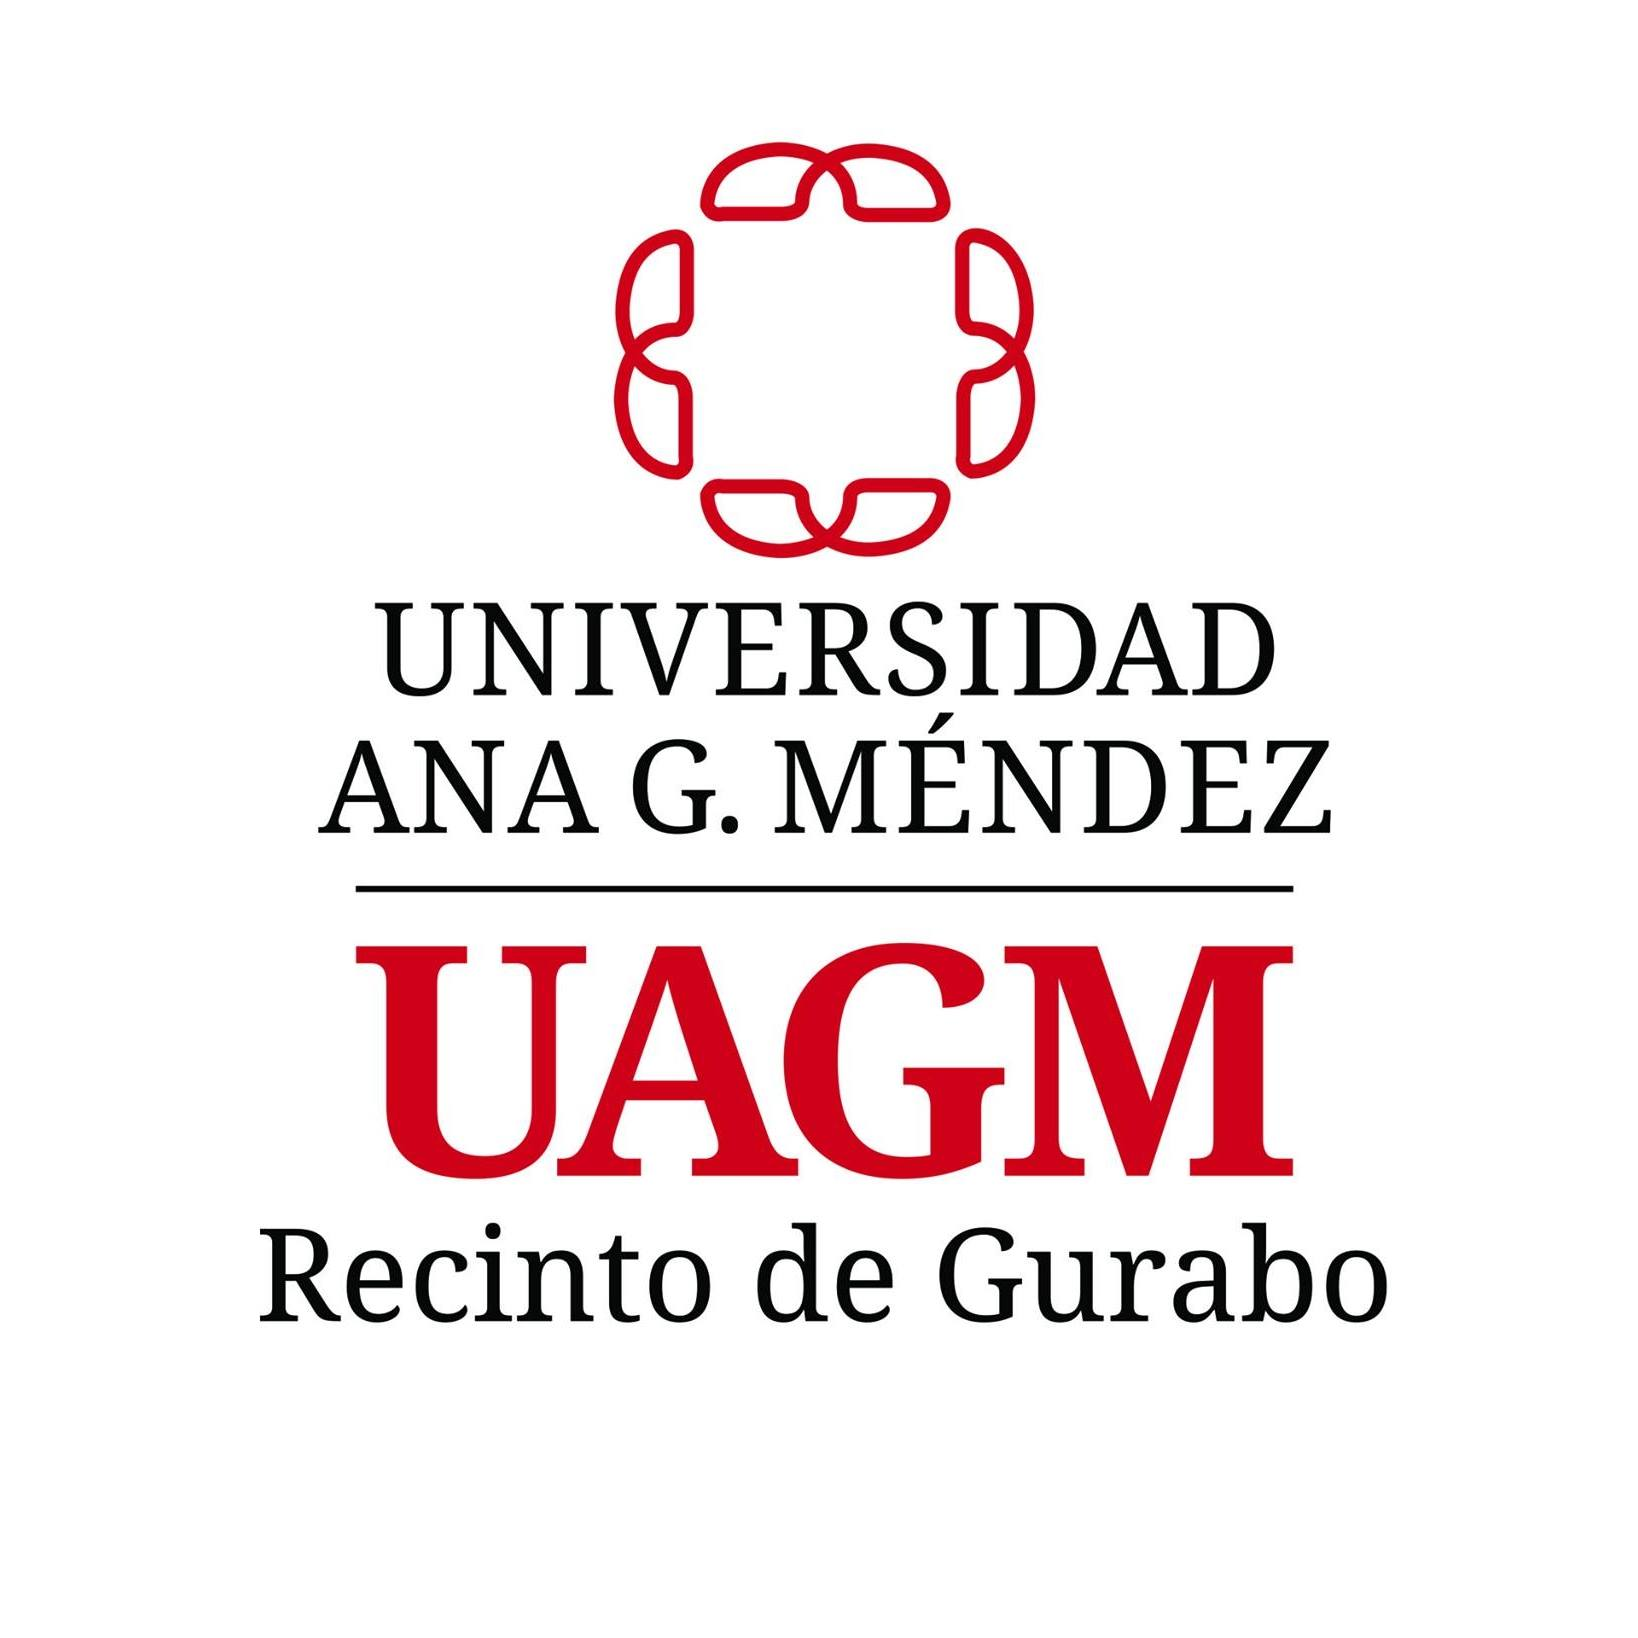 UNIVERSIDAD
ANA G. MÉNDEZ
UAGM
Recinto de Gurabo